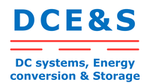 DCE&S
DC systems, Energy
conversion & Storage